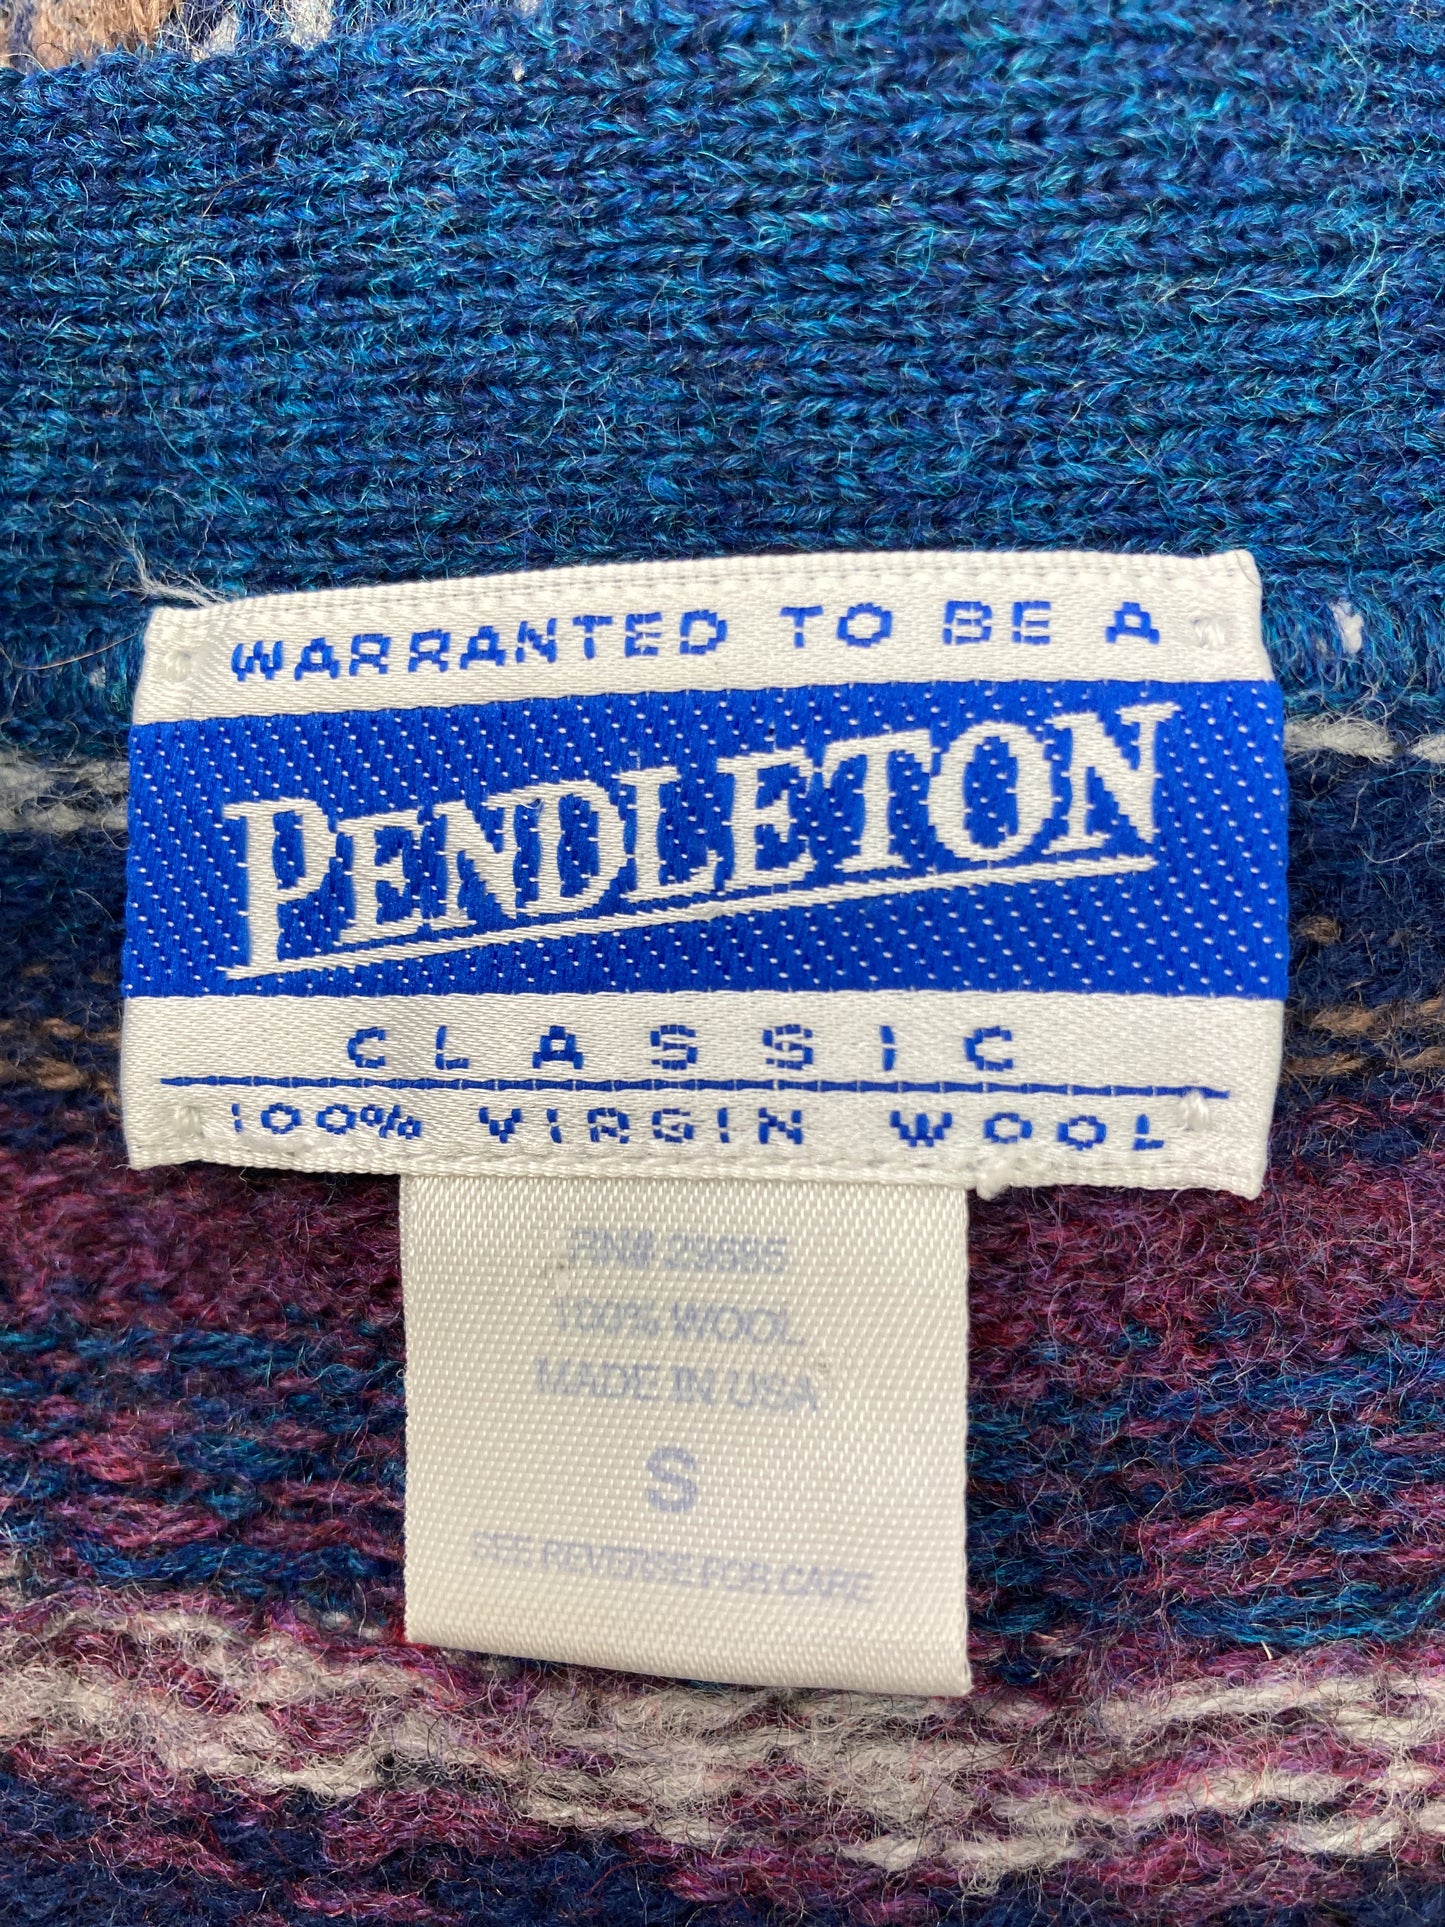 WARRANTED TO BE A
PENDLETON
CLASSIC
100% VIRGIN WOOL
RN# 29685
100% WOOL
MADE IN USA
S
SEE REVERSE FOR CARE